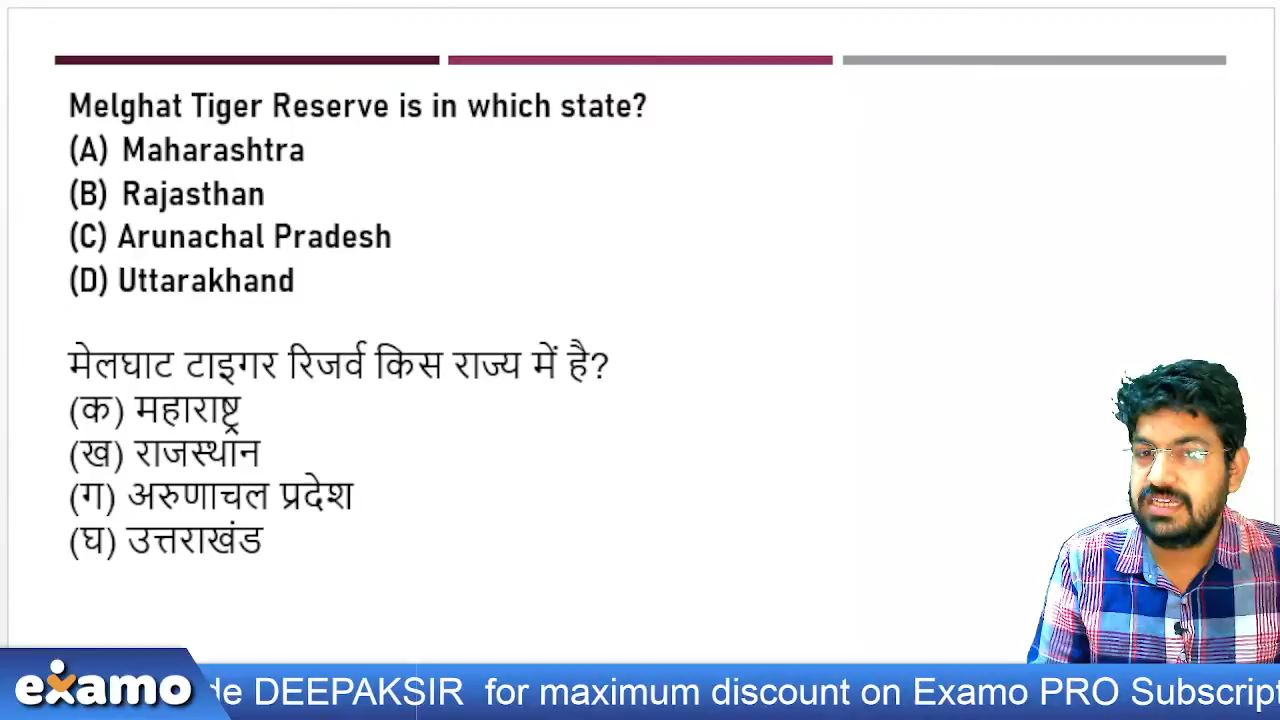 Melghat Tiger Reserve is in which state?
(A) Maharashtra
(B) Rajasthan
(C) Arunachal Pradesh
(D) Uttarakhand
मेलघाट टाइगर रिजर्व किस राज्य में है?
(क) महाराष्ट्र
(ख) राजस्थान
(ग) अरुणाचल प्रदेश
(घ) उत्तराखंड
examo
DEEPAKSIR for maximum discount on Examo PRO